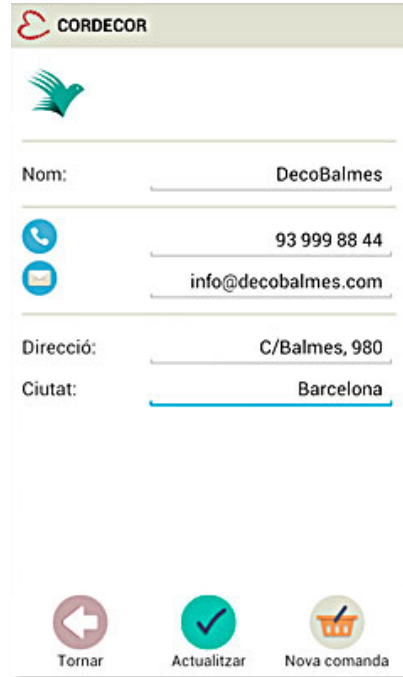 CORDECOR
Nom: DecoBalmes
93 999 88 44
info@decobalmes.com
Direcció: C/Balmes, 980
Ciutat: Barcelona
Tornar Actualitzar Nova comanda